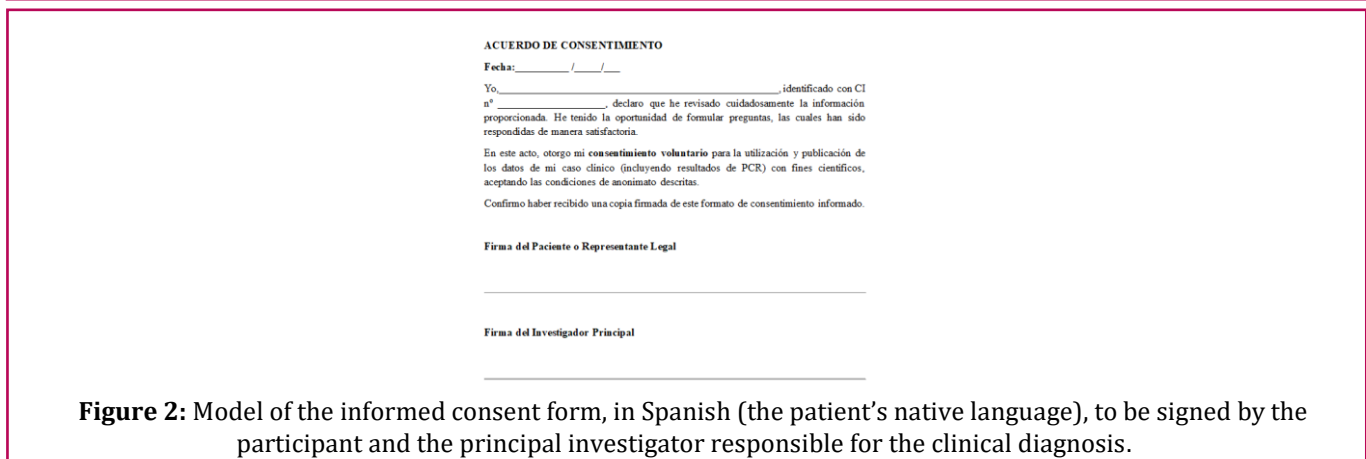 ACUERDO DE CONSENTIMIENTO
Fecha:__________/_____/___
Yo,____________________________________________________, identificado con CI
nº ____________________, declaro que he revisado cuidadosamente la información
proporcionada. He tenido la oportunidad de formular preguntas, las cuales han sido
respondidas de manera satisfactoria.
En este acto, otorgo mi consentimiento voluntario para la utilización y publicación de
los datos de mi caso clínico (incluyendo resultados de PCR) con fines científicos,
aceptando las condiciones de anonimato descritas.
Confirmo haber recibido una copia firmada de este formato de consentimiento informado.
Firma del Paciente o Representante Legal
Firma del Investigador Principal
Figure 2: Model of the informed consent form, in Spanish (the patient's native language), to be signed by the
participant and the principal investigator responsible for the clinical diagnosis.